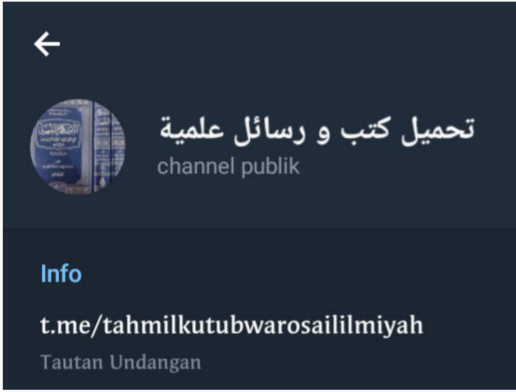 تحميل كتب و رسائل علمية
channel publik
Info
t.me/tahmilkutubwarosaililmiyah
Tautan Undangan